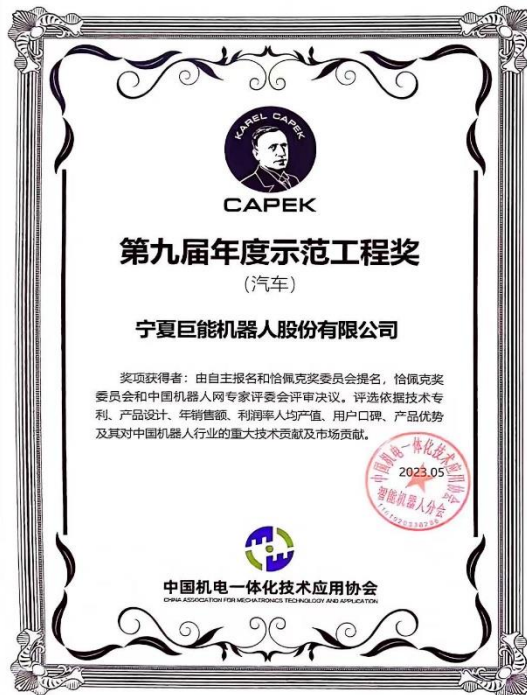 KAREL CAPEK
CAPEK
第九届年度示范工程奖
(汽车)
宁夏巨能机器人股份有限公司
奖项获得者：由自主报名和恰佩克奖委员会提名，恰佩克奖
委员会和中国机器人网专家评委会评审决议。评选依据技术专
利、产品设计、年销售额、利润率人均产值、用户口碑、产品优势
及其对中国机器人行业的重大技术贡献及市场贡献。
中国机电一体化技术应用协会
2023.05
智能机器人分会
中国机电一体化技术应用协会
CHINA ASSOCIATION FOR MECHATRONICS TECHNOLOGY AND APPLICATION